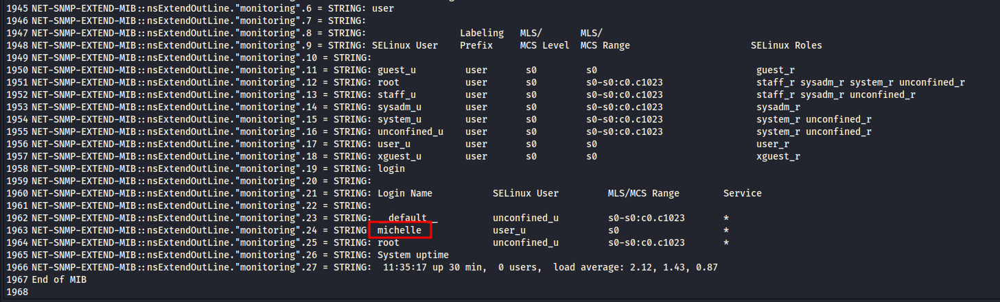 1945 NET-SNMP-EXTEND-MIB::nsExtendOutLine."monitoring".6 = STRING: user
1946 NET-SNMP-EXTEND-MIB::nsExtendOutLine."monitoring".7 = STRING:
1947 NET-SNMP-EXTEND-MIB::nsExtendOutLine."monitoring".8 = STRING:                 Labeling   MLS/       MLS/
1948 NET-SNMP-EXTEND-MIB::nsExtendOutLine."monitoring".9 = STRING: SELinux User    Prefix     MCS Level  MCS Range                      SELinux Roles
1949 NET-SNMP-EXTEND-MIB::nsExtendOutLine."monitoring".10 = STRING:
1950 NET-SNMP-EXTEND-MIB::nsExtendOutLine."monitoring".11 = STRING: guest_u         user       s0         s0                             guest_r
1951 NET-SNMP-EXTEND-MIB::nsExtendOutLine."monitoring".12 = STRING: root            user       s0         s0-s0:c0.c1023                 staff_r sysadm_r system_r unconfined_r
1952 NET-SNMP-EXTEND-MIB::nsExtendOutLine."monitoring".13 = STRING: staff_u         user       s0         s0-s0:c0.c1023                 staff_r sysadm_r unconfined_r
1953 NET-SNMP-EXTEND-MIB::nsExtendOutLine."monitoring".14 = STRING: sysadm_u        user       s0         s0-s0:c0.c1023                 sysadm_r
1954 NET-SNMP-EXTEND-MIB::nsExtendOutLine."monitoring".15 = STRING: system_u        user       s0         s0-s0:c0.c1023                 system_r unconfined_r
1955 NET-SNMP-EXTEND-MIB::nsExtendOutLine."monitoring".16 = STRING: unconfined_u    user       s0         s0-s0:c0.c1023                 system_r unconfined_r
1956 NET-SNMP-EXTEND-MIB::nsExtendOutLine."monitoring".17 = STRING: user_u          user       s0         s0                             user_r
1957 NET-SNMP-EXTEND-MIB::nsExtendOutLine."monitoring".18 = STRING: xguest_u        user       s0         s0                             xguest_r
1958 NET-SNMP-EXTEND-MIB::nsExtendOutLine."monitoring".19 = STRING: login
1959 NET-SNMP-EXTEND-MIB::nsExtendOutLine."monitoring".20 = STRING:
1960 NET-SNMP-EXTEND-MIB::nsExtendOutLine."monitoring".21 = STRING: Login Name           SELinux User         MLS/MCS Range        Service
1961 NET-SNMP-EXTEND-MIB::nsExtendOutLine."monitoring".22 = STRING:
1962 NET-SNMP-EXTEND-MIB::nsExtendOutLine."monitoring".23 = STRING: __default__          unconfined_u         s0-s0:c0.c1023       *
1963 NET-SNMP-EXTEND-MIB::nsExtendOutLine."monitoring".24 = STRING: michelle             user_u               s0                   *
1964 NET-SNMP-EXTEND-MIB::nsExtendOutLine."monitoring".25 = STRING: root                 unconfined_u         s0-s0:c0.c1023       *
1965 NET-SNMP-EXTEND-MIB::nsExtendOutLine."monitoring".26 = STRING: System uptime
1966 NET-SNMP-EXTEND-MIB::nsExtendOutLine."monitoring".27 = STRING:  11:35:17 up 30 min,  0 users,  load average: 2.12, 1.43, 0.87
1967 End of MIB
1968